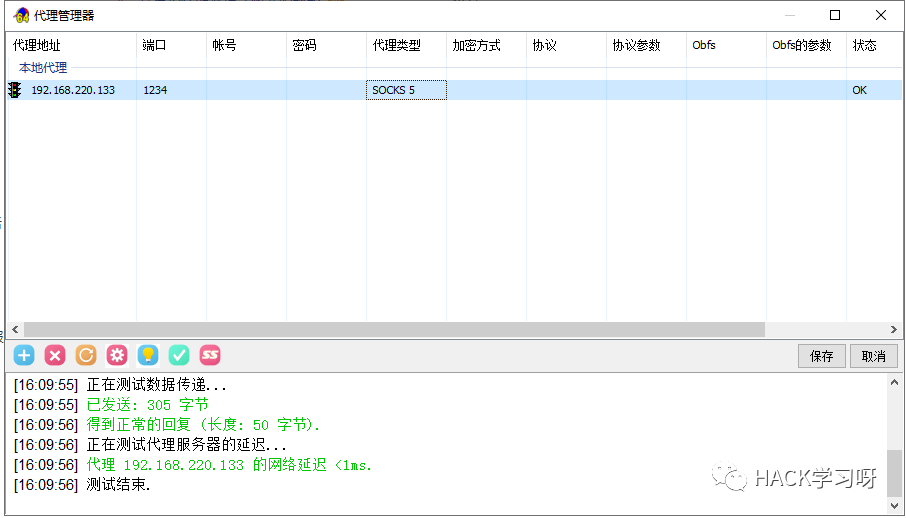 代理管理器
代理地址 端口 帐号 密码 代理类型 加密方式 协议 协议参数 Obfs Obfs的参数 状态
本地代理
192.168.220.133 1234 SOCKS 5 OK
SS 保存 取消
[16:09:55] 正在测试数据传递...
[16:09:55] 已发送: 305 字节
[16:09:56] 得到正常的回复 (长度: 50 字节).
[16:09:56] 正在测试代理服务器的延迟...
[16:09:56] 代理 192.168.220.133 的网络延迟 <1ms.
[16:09:56] 测试结束.
HACK学习呀